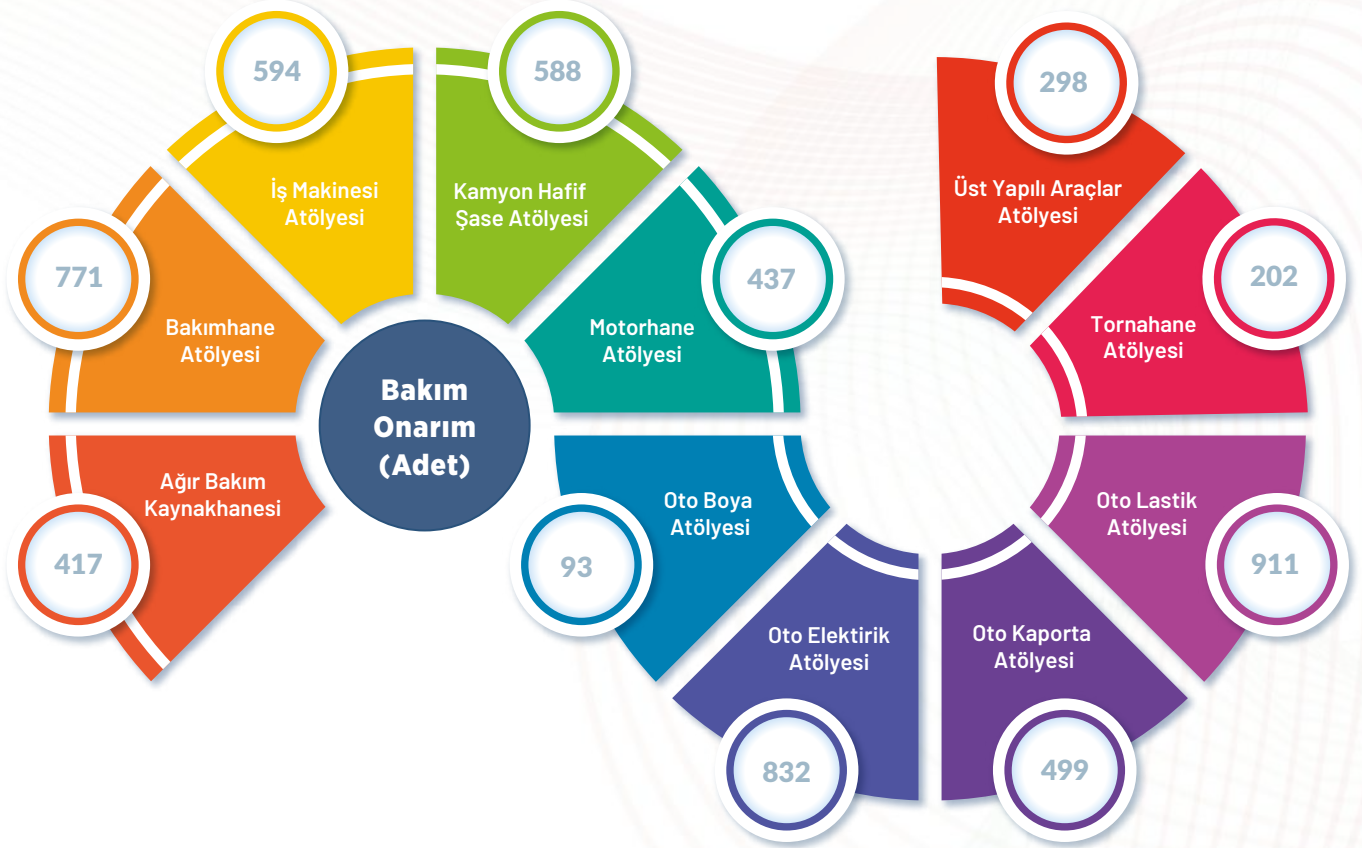 594
İş Makinesi
Atölyesi
588
Kamyon Hafif
Şase Atölyesi
298
Üst Yapılı Araçlar
Atölyesi
771
Bakımhane
Atölyesi
437
Motorhane
Atölyesi
202
Tornahane
Atölyesi
Bakım
Onarım
(Adet)
417
Ağır Bakım
Kaynakhanesi
93
Oto Boya
Atölyesi
911
Oto Lastik
Atölyesi
832
Oto Elektirik
Atölyesi
499
Oto Kaporta
Atölyesi